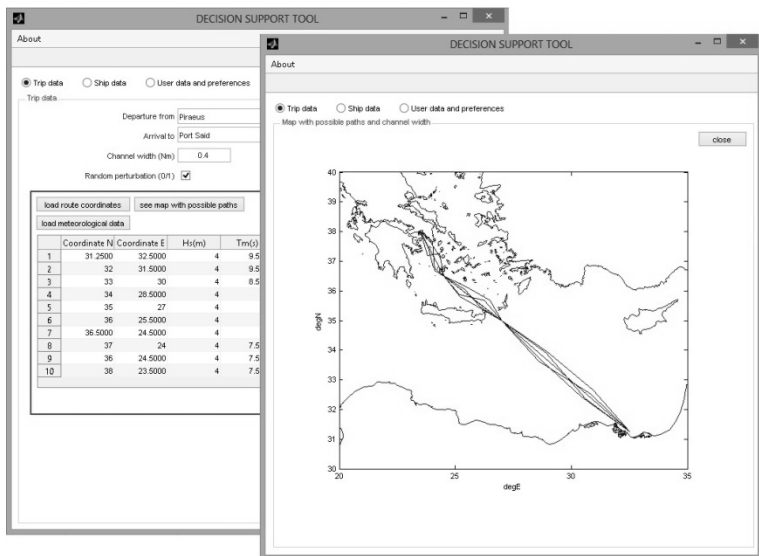 DECISION SUPPORT TOOL
About
Trip data Ship data User data and preferences
Trip data
Departure from Piraeus
Arrival to Port Said
Channel width (Nm) 0.4
Random perturbation (0/1)
load route coordinates see map with possible paths
load meteorological data
Coordinate N Coordinate E Hs(m) Tm(s)
1 31.2500 32.5000 4 9.5
2 32 31.5000 4 9.5
3 33 30 4 8.5
4 34 28.5000 4
5 35 27 4
6 36 25.5000 4
7 36.5000 24.5000 4
8 37 24 4 7.5
9 36 24.5000 4 7.5
10 38 23.5000 4 7.5
DECISION SUPPORT TOOL
About
Trip data Ship data User data and preferences
Map with possible paths and channel width
close
40
39
38
37
36
35
34
33
32
31
30
degN
20 25 30 35
degE